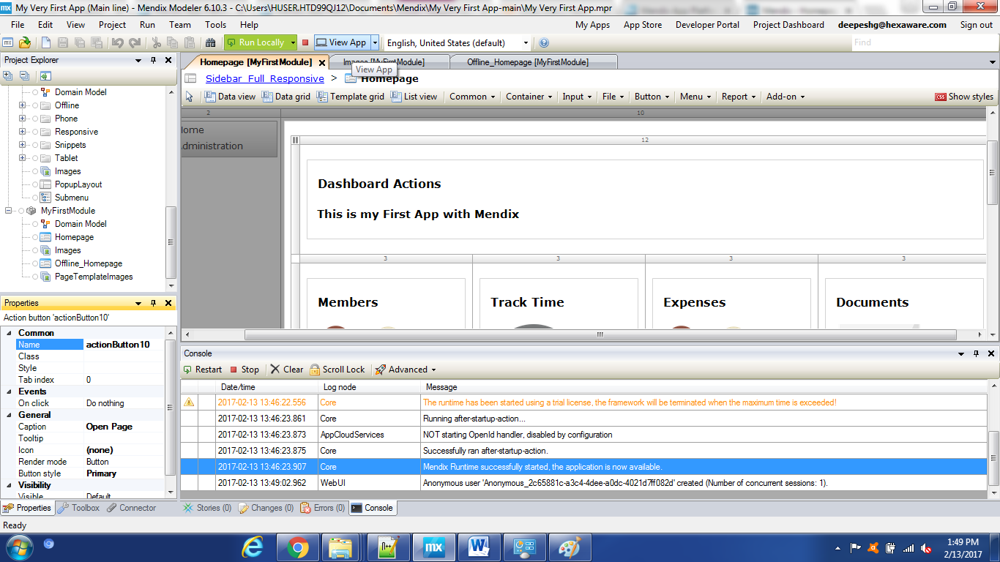 My Very First App (Main line) - Mendix Modeler 6.10.3 - C:\Users\HUSER.HTD99QJ12\Documents\Mendix\My Very First App-main\My Very First App.mpr
File Edit View Project Run Team Tools Help My Apps App Store Developer Portal Project Dashboard deepeshg@hexaware.com Sign out
Run Locally View App English, United States (default) Find
Project Explorer
Domain Model
Offline
Phone
Responsive
Snippets
Tablet
Images
PopupLayout
Submenu
MyFirstModule
Domain Model
Homepage
Images
Offline_Homepage
PageTemplateImages
Homepage [MyFirstModule] [MyFirstModule] Offline_Homepage [MyFirstModule]
View App
Sidebar_Full_Responsive > Homepage
Data view Data grid Template grid List view Common Container Input File Button Menu Report Add-on Show styles
2 10
ome
dministration
12
Dashboard Actions
This is my First App with Mendix
3 3 3 3
Members Track Time Expenses Documents
Properties
Action button 'actionButton10'
Common
Name actionButton10
Class
Style
Tab index 0
Events
On click Do nothing
General
Caption Open Page
Tooltip
Icon (none)
Render mode Button
Button style Primary
Visibility
Visible Default
Properties Toolbox Connector
Console
Restart Stop Clear Scroll Lock Advanced
Date/time Log node Message
2017-02-13 13:46:22.556 Core The runtime has been started using a trial license, the framework will be terminated when the maximum time is exceeded!
2017-02-13 13:46:23.861 Core Running after-startup-action...
2017-02-13 13:46:23.873 AppCloudServices NOT starting OpenId handler, disabled by configuration
2017-02-13 13:46:23.875 Core Successfully ran after-startup-action.
2017-02-13 13:46:23.907 Core Mendix Runtime successfully started, the application is now available.
2017-02-13 13:49:02.962 WebUI Anonymous user 'Anonymous_2c65881c-a3c4-4dee-a0dc-4021d7ff082d' created (Number of concurrent sessions: 1).
Stories (0) Changes (0) Errors (0) Console
Ready
1:49 PM
2/13/2017